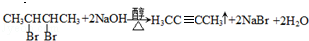 CH₃CHCHCH₃+2NaOH 醇 △ H₃CC≡CCH₃↑+2NaBr +2H₂O
Br Br